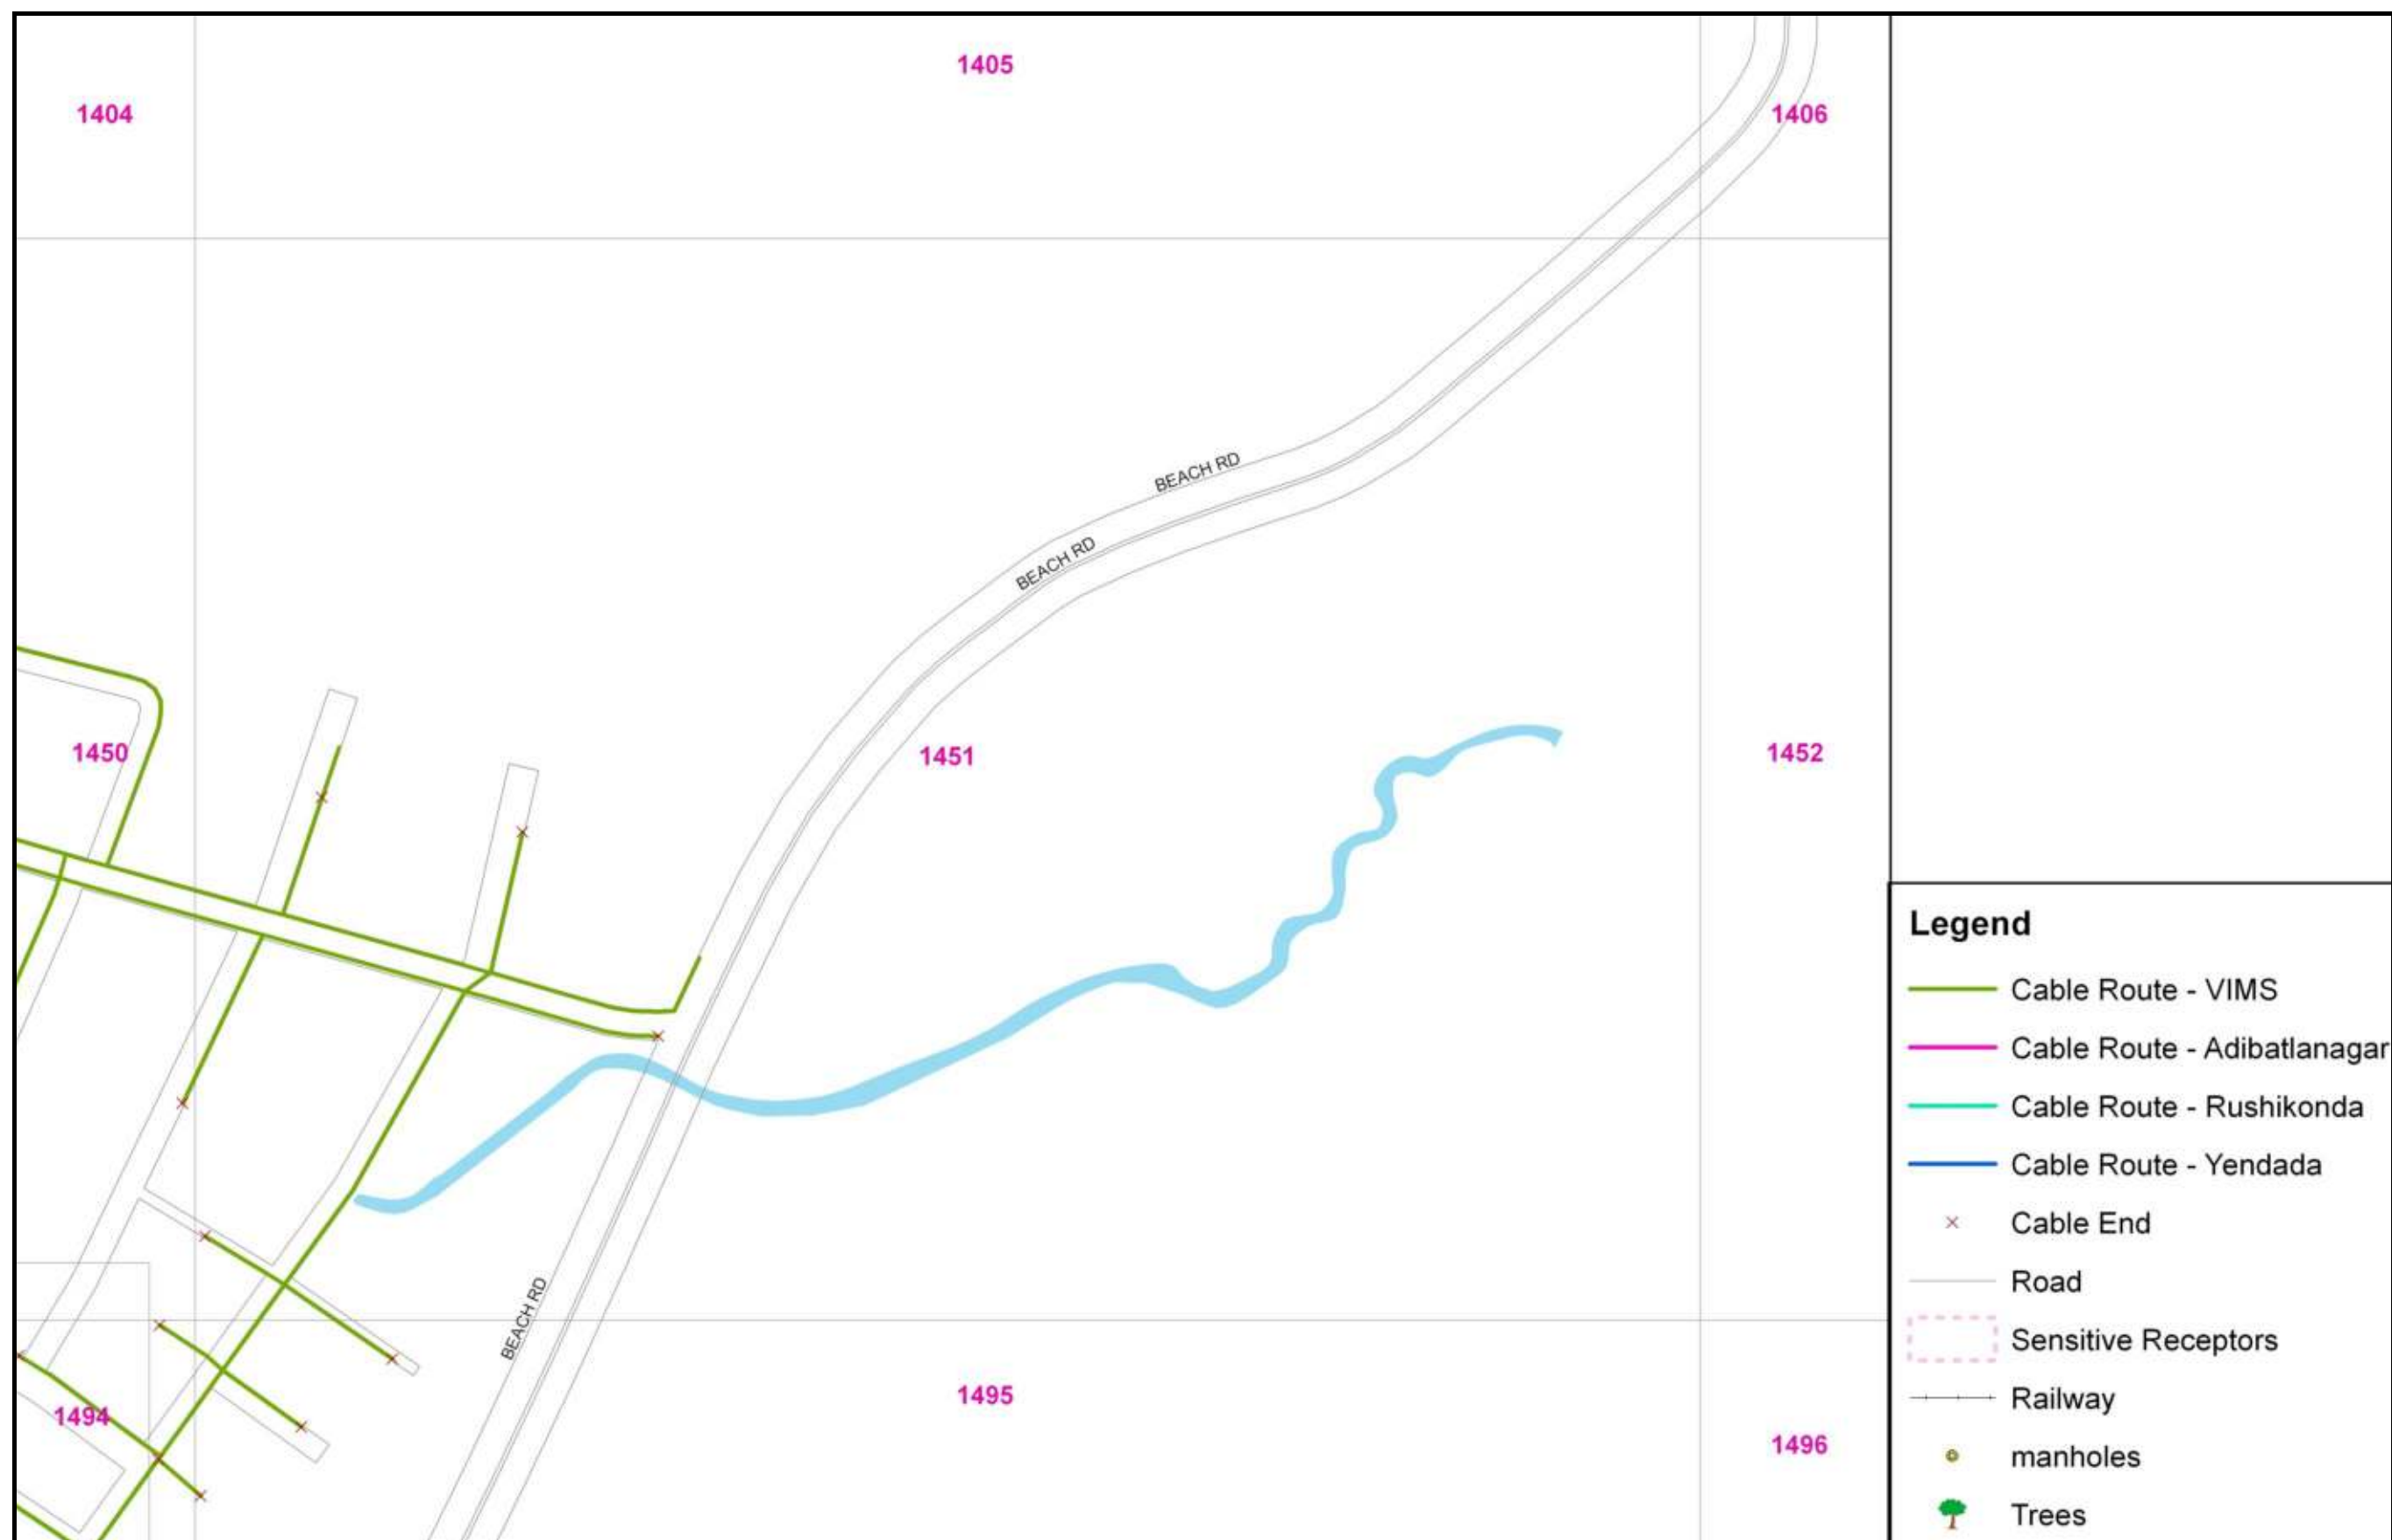 1405
1404
1406
BEACH RD
BEACH RD
1450
1451
1452
BEACH RD
1494
1495
1496
Legend
Cable Route - VIMS
Cable Route - Adibatlanagar
Cable Route - Rushikonda
Cable Route - Yendada
Cable End
Road
Sensitive Receptors
Railway
manholes
Trees